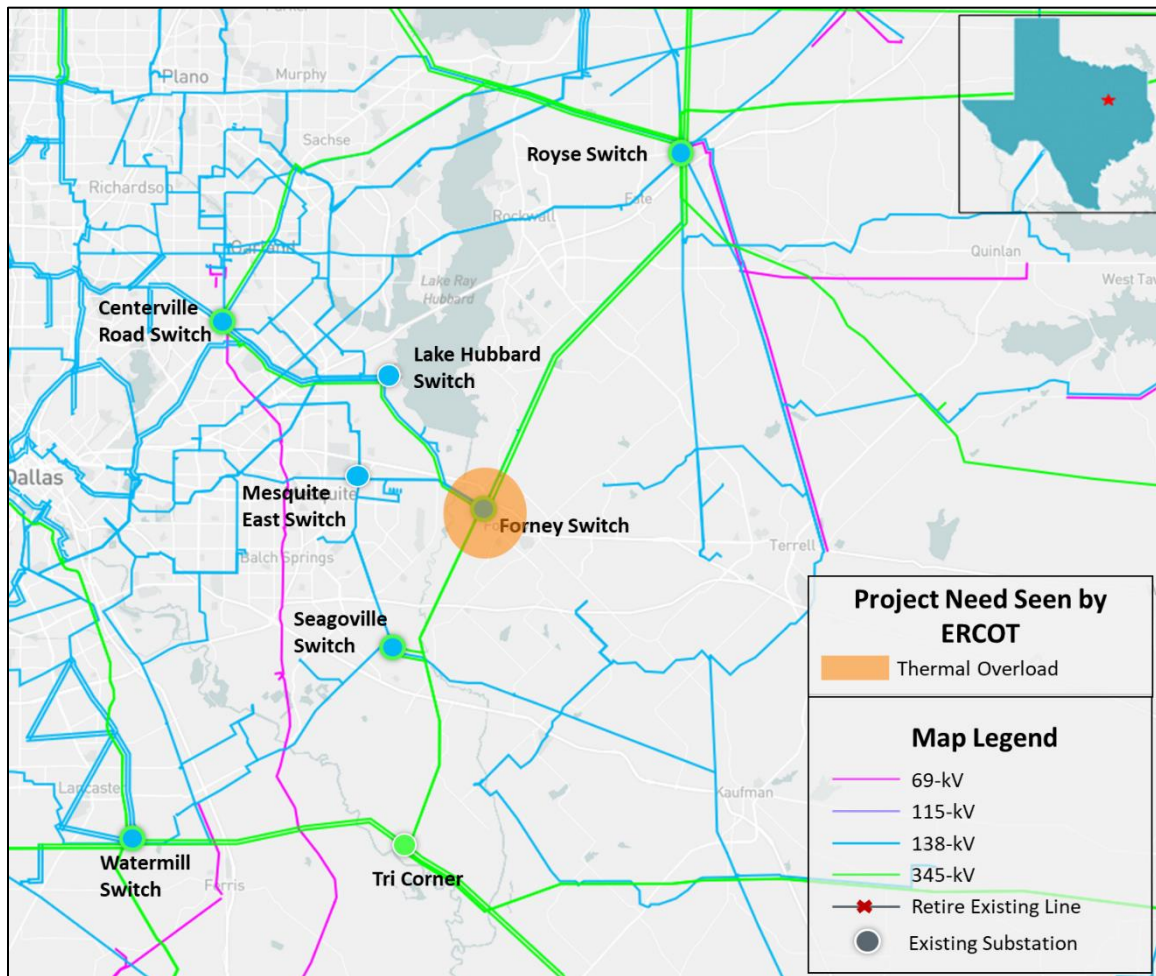 Plano
Murphy
Sachse
Richardson
Royse Switch
Fate
Rockwall
Garland
Quinlan
Lake Ray
Hubbard
West Taw
Centerville
Road Switch
Lake Hubbard
Switch
Dallas
Mesquite
East Switch
Mesquite
Forney Switch
Balch Springs
Terrell
Seagoville
Switch
Lancaster
Kaufman
Watermill
Switch
Ferris
Tri Corner
Project Need Seen by
ERCOT
Thermal Overload
Map Legend
69-kV
115-kV
138-kV
345-kV
Retire Existing Line
Existing Substation